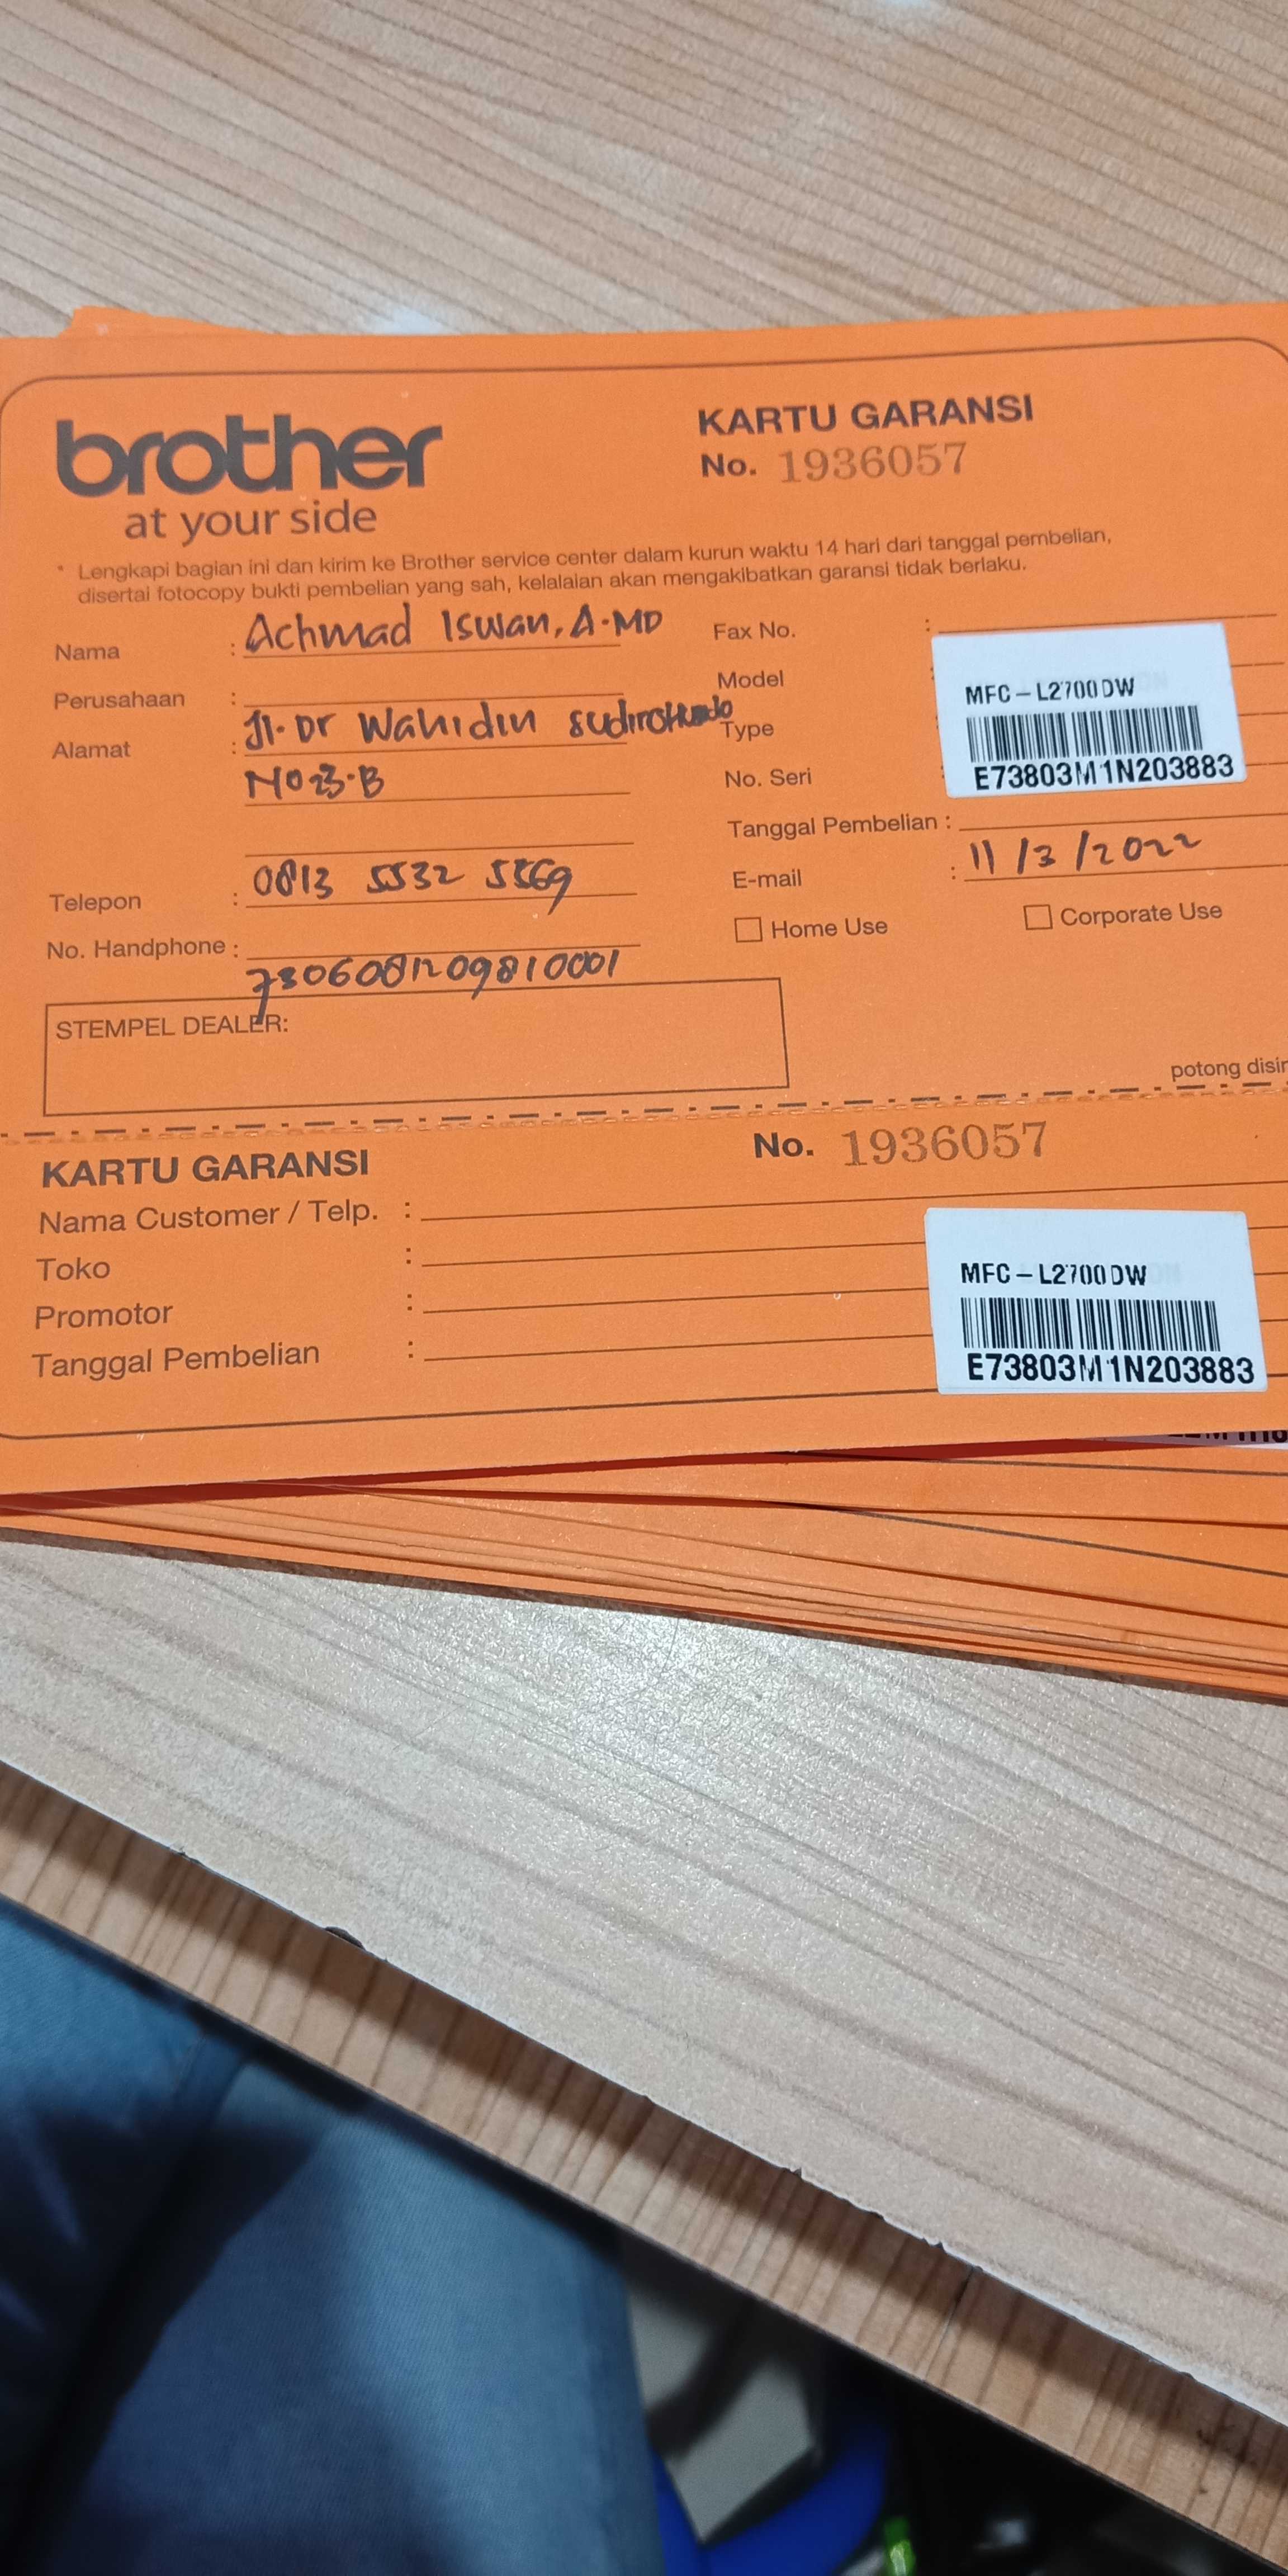 brother
at your side
KARTU GARANSI
No. 1936057
* Lengkapi bagian ini dan kirim ke Brother service center dalam kurun waktu 14 hari dari tanggal pembelian,
disertai fotocopy bukti pembelian yang sah, kelalaian akan mengakibatkan garansi tidak berlaku.
Nama : Achmad Iswan, A.MD
Perusahaan :
Alamat : Jl. Dr Wahidin
No 23.B
Telepon : 0813 5532 5569
No. Handphone :
7306081209810001
STEMPEL DEALER:
Fax No. :
Model
Type
No. Seri
MFC-L2700DW
E73803M1N203883
Tanggal Pembelian :
E-mail : 11/3/2022
Home Use
Corporate Use
potong disin
KARTU GARANSI
No. 1936057
Nama Customer / Telp. :
Toko :
Promotor :
Tanggal Pembelian :
MFC-L2700DW
E73803M1N203883